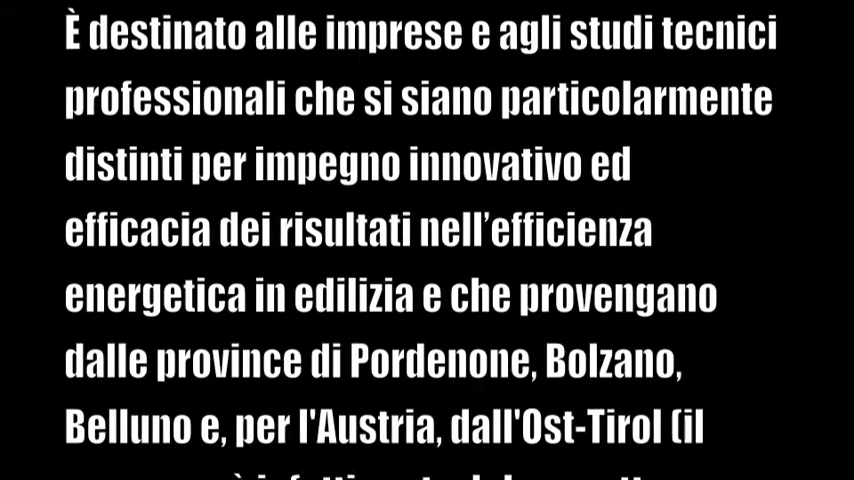 È destinato alle imprese e agli studi tecnici
professionali che si siano particolarmente
distinti per impegno innovativo ed
efficacia dei risultati nell’efficienza
energetica in edilizia e che provengano
dalle province di Pordenone, Bolzano,
Belluno e, per l'Austria, dall'Ost-Tirol (il